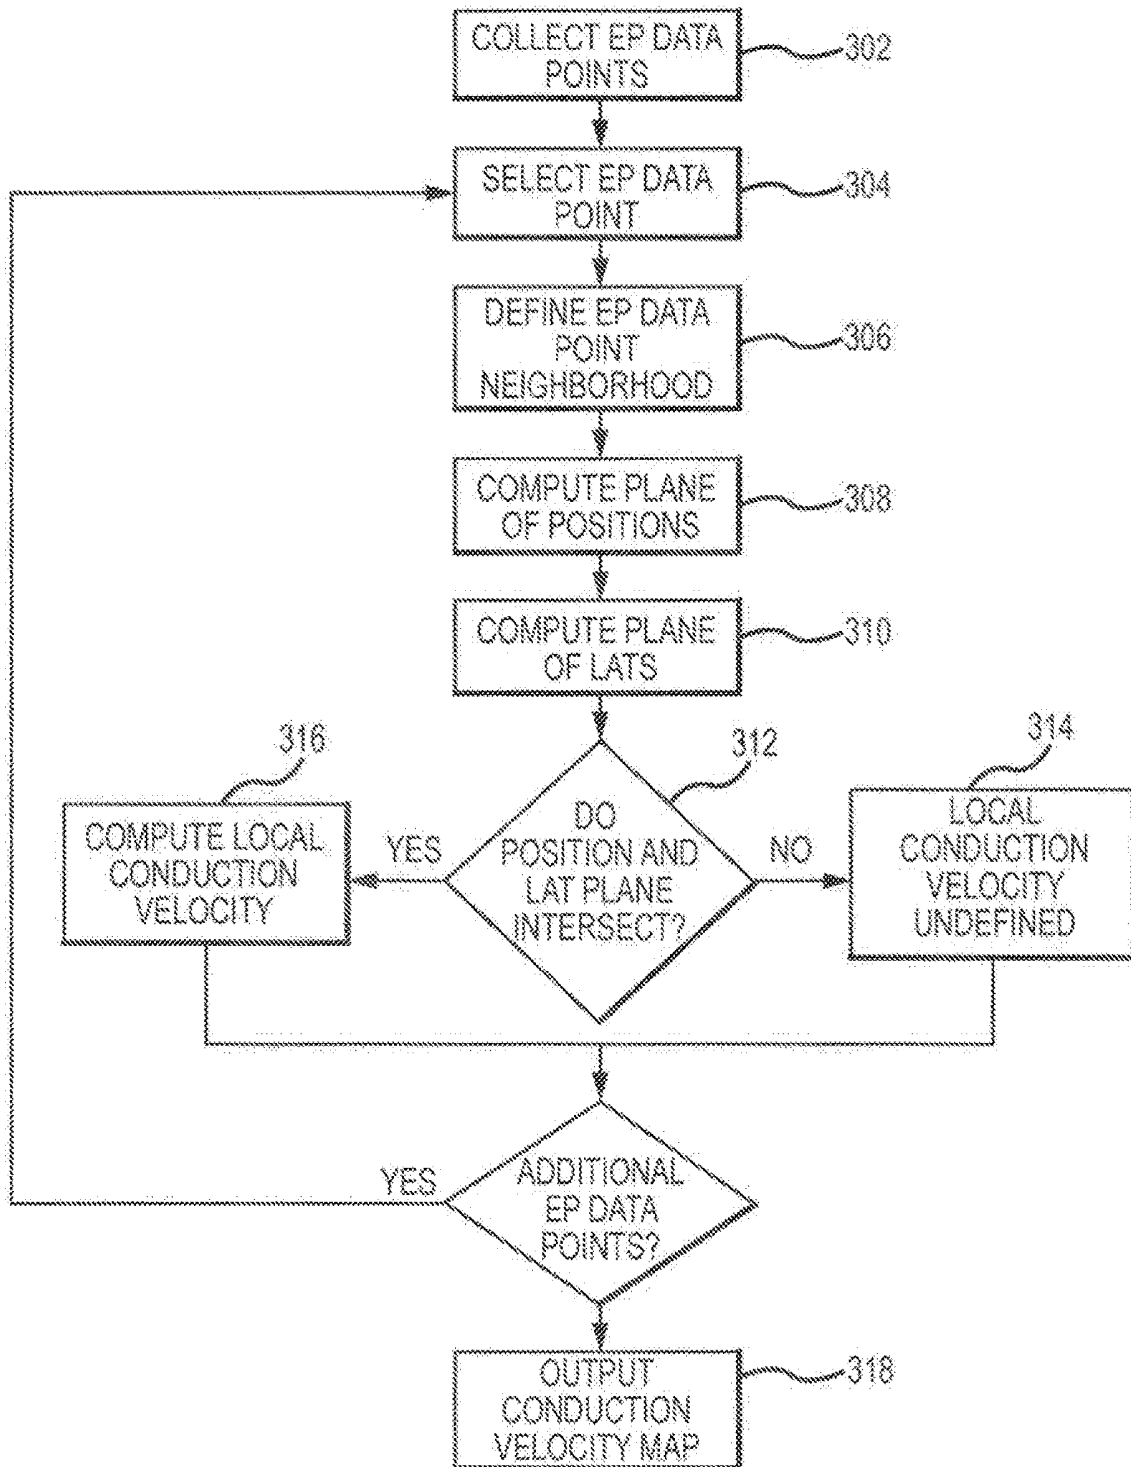 COLLECT EP DATA
POINTS
302
SELECT EP DATA
POINT
304
DEFINE EP DATA
POINT
NEIGHBORHOOD
306
COMPUTE PLANE
OF POSITIONS
308
COMPUTE PLANE
OF LATS
310
316
312
314
COMPUTE LOCAL
CONDUCTION
VELOCITY
YES
DO
POSITION AND
LAT PLANE
INTERSECT?
NO
LOCAL
CONDUCTION
VELOCITY
UNDEFINED
YES
ADDITIONAL
EP DATA
POINTS?
OUTPUT
CONDUCTION
VELOCITY MAP
318